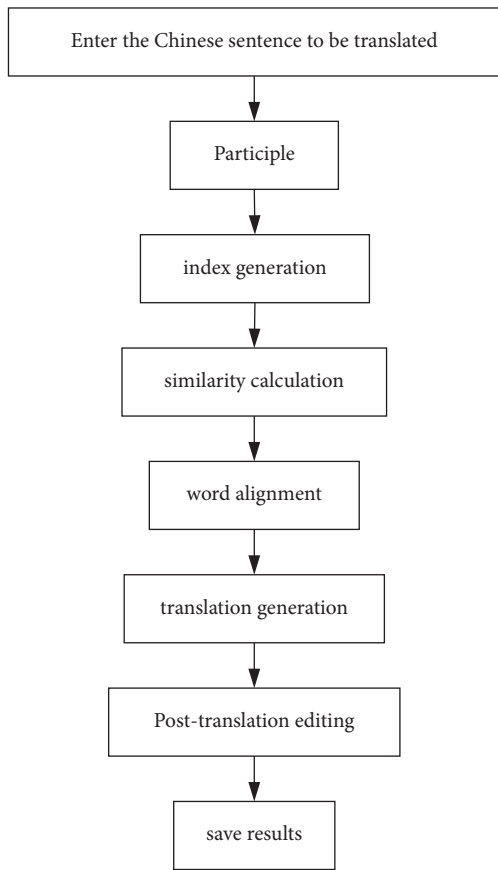 Enter the Chinese sentence to be translated
Participle
index generation
similarity calculation
word alignment
translation generation
Post-translation editing
save results